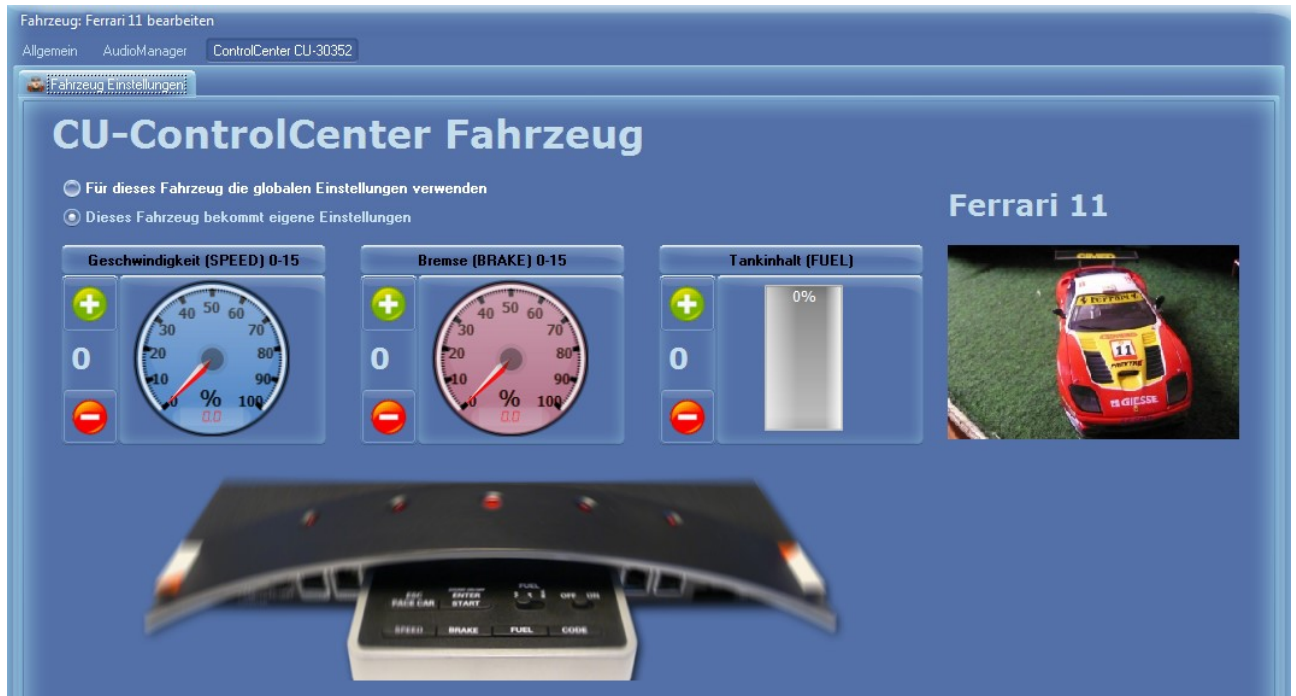 Fahrzeug: Ferrari 11 bearbeiten
Allgemein AudioManager ControlCenter CU-30352
Fahrzeug Einstellungen
CU-ControlCenter Fahrzeug
Für dieses Fahrzeug die globalen Einstellungen verwenden
Dieses Fahrzeug bekommt eigene Einstellungen
Ferrari 11
Geschwindigkeit (SPEED) 0-15
0
0 10 20 30 40 50 60 70 80 90 100
%
0.0
Bremse (BRAKE) 0-15
0
0 10 20 30 40 50 60 70 80 90 100
%
0.0
Tankinhalt (FUEL)
0
0%
Ferrari
11
GIESSE
FUEL
ESC ENTER OFF ON
PACE CAR START
SPEED BRAKE FUEL CODE